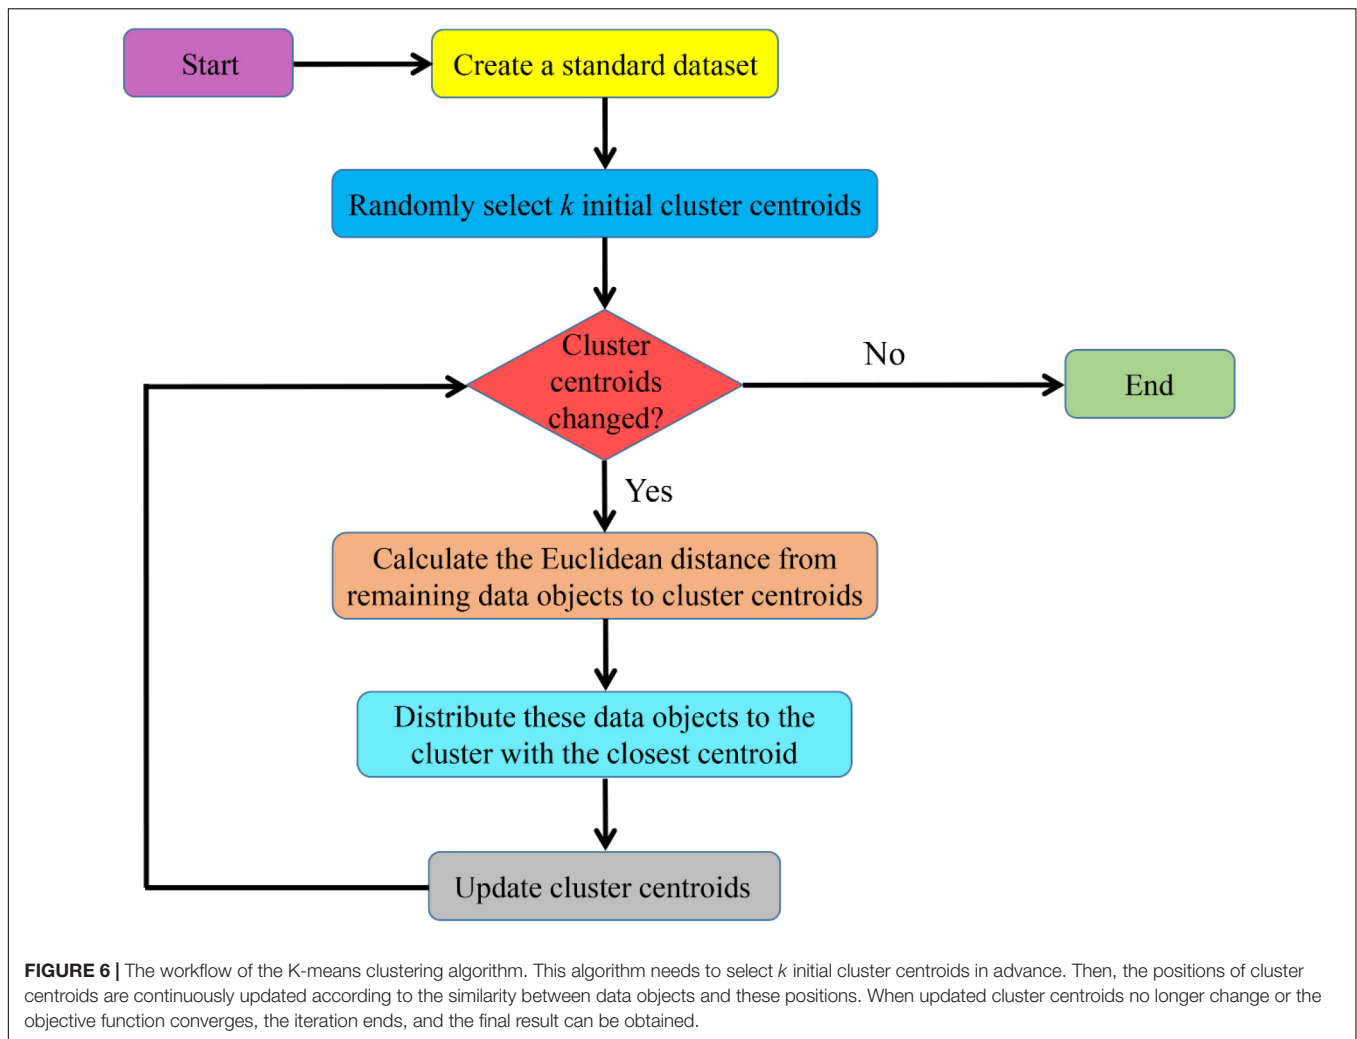 Start
Create a standard dataset
Randomly select k initial cluster centroids
Cluster
centroids
changed?
No
End
Yes
Calculate the Euclidean distance from
remaining data objects to cluster centroids
Distribute these data objects to the
cluster with the closest centroid
Update cluster centroids
FIGURE 6 | The workflow of the K-means clustering algorithm. This algorithm needs to select k initial cluster centroids in advance. Then, the positions of cluster
centroids are continuously updated according to the similarity between data objects and these positions. When updated cluster centroids no longer change or the
objective function converges, the iteration ends, and the final result can be obtained.